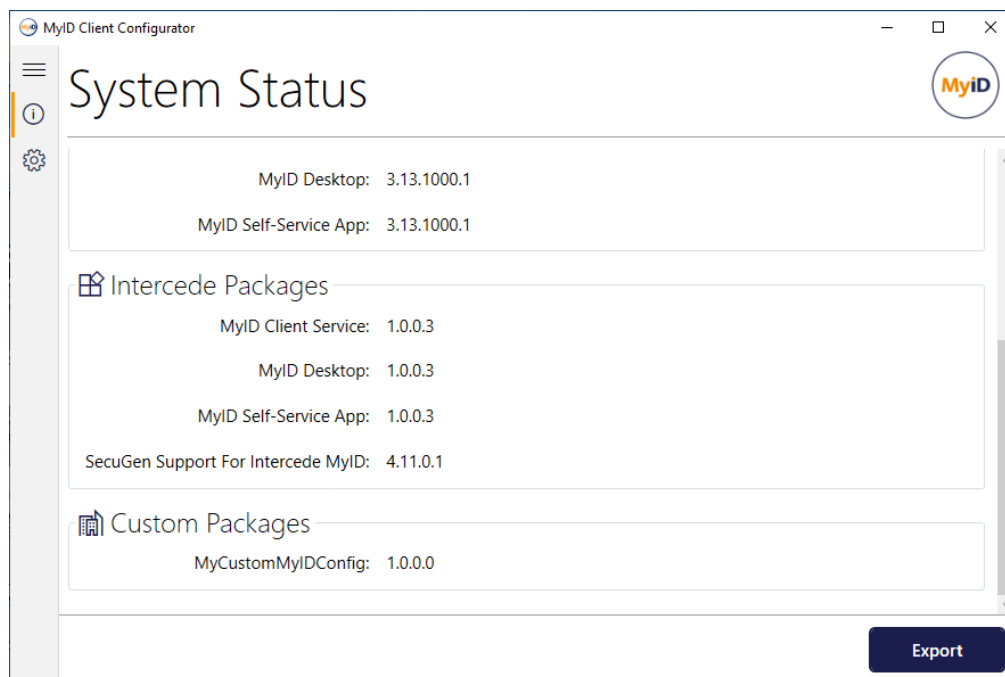 MyID MyID Client Configurator
System Status
MyiD
MyID Desktop: 3.13.1000.1
MyID Self-Service App: 3.13.1000.1
Intercede Packages
MyID Client Service: 1.0.0.3
MyID Desktop: 1.0.0.3
MyID Self-Service App: 1.0.0.3
SecuGen Support For Intercede MyID: 4.11.0.1
Custom Packages
MyCustomMyIDConfig: 1.0.0.0
Export